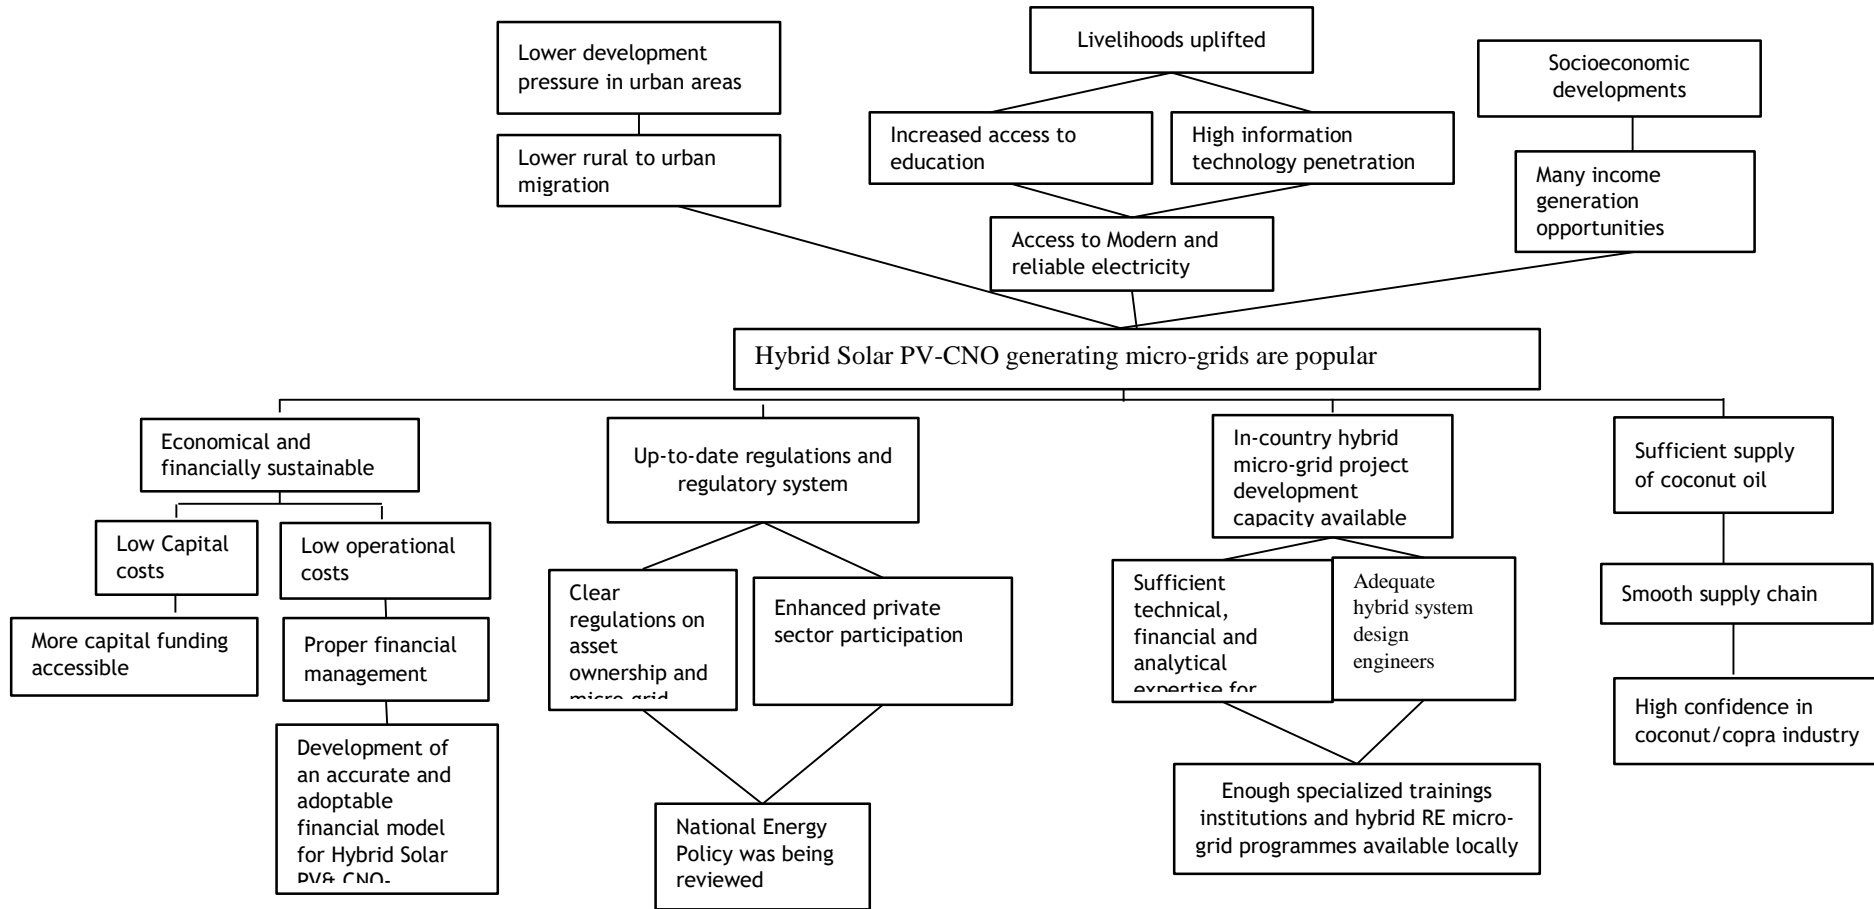 Lower development
pressure in urban areas
Livelihoods uplifted
Socioeconomic
developments
Lower rural to urban
migration
Increased access to
education
High information
technology penetration
Many income
generation
opportunities
Access to Modern and
reliable electricity
Hybrid Solar PV-CNO generating micro-grids are popular
Economical and
financially sustainable
Up-to-date regulations and
regulatory system
In-country hybrid
micro-grid project
development
capacity available
Sufficient supply
of coconut oil
Low Capital
costs
Low operational
costs
Clear
regulations on
asset
ownership and
micro-grid
Enhanced private
sector participation
Sufficient
technical,
financial and
analytical
expertise for
Adequate
hybrid system
design
engineers
Smooth supply chain
More capital funding
accessible
Proper financial
management
High confidence in
coconut/copra industry
Development of
an accurate and
adoptable
financial model
for Hybrid Solar
PV& CNO-
National Energy
Policy was being
reviewed
Enough specialized trainings
institutions and hybrid RE micro-
grid programmes available locally